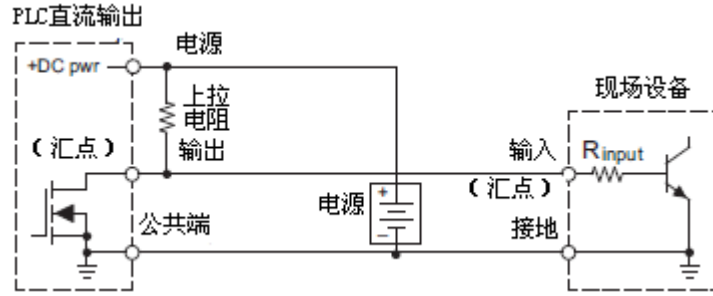 PLC直流输出
电源
+DC pwr
上拉
电阻
现场设备
(汇点)
输出
输入
Rinput
(汇点)
+
电源
−
公共端
接地